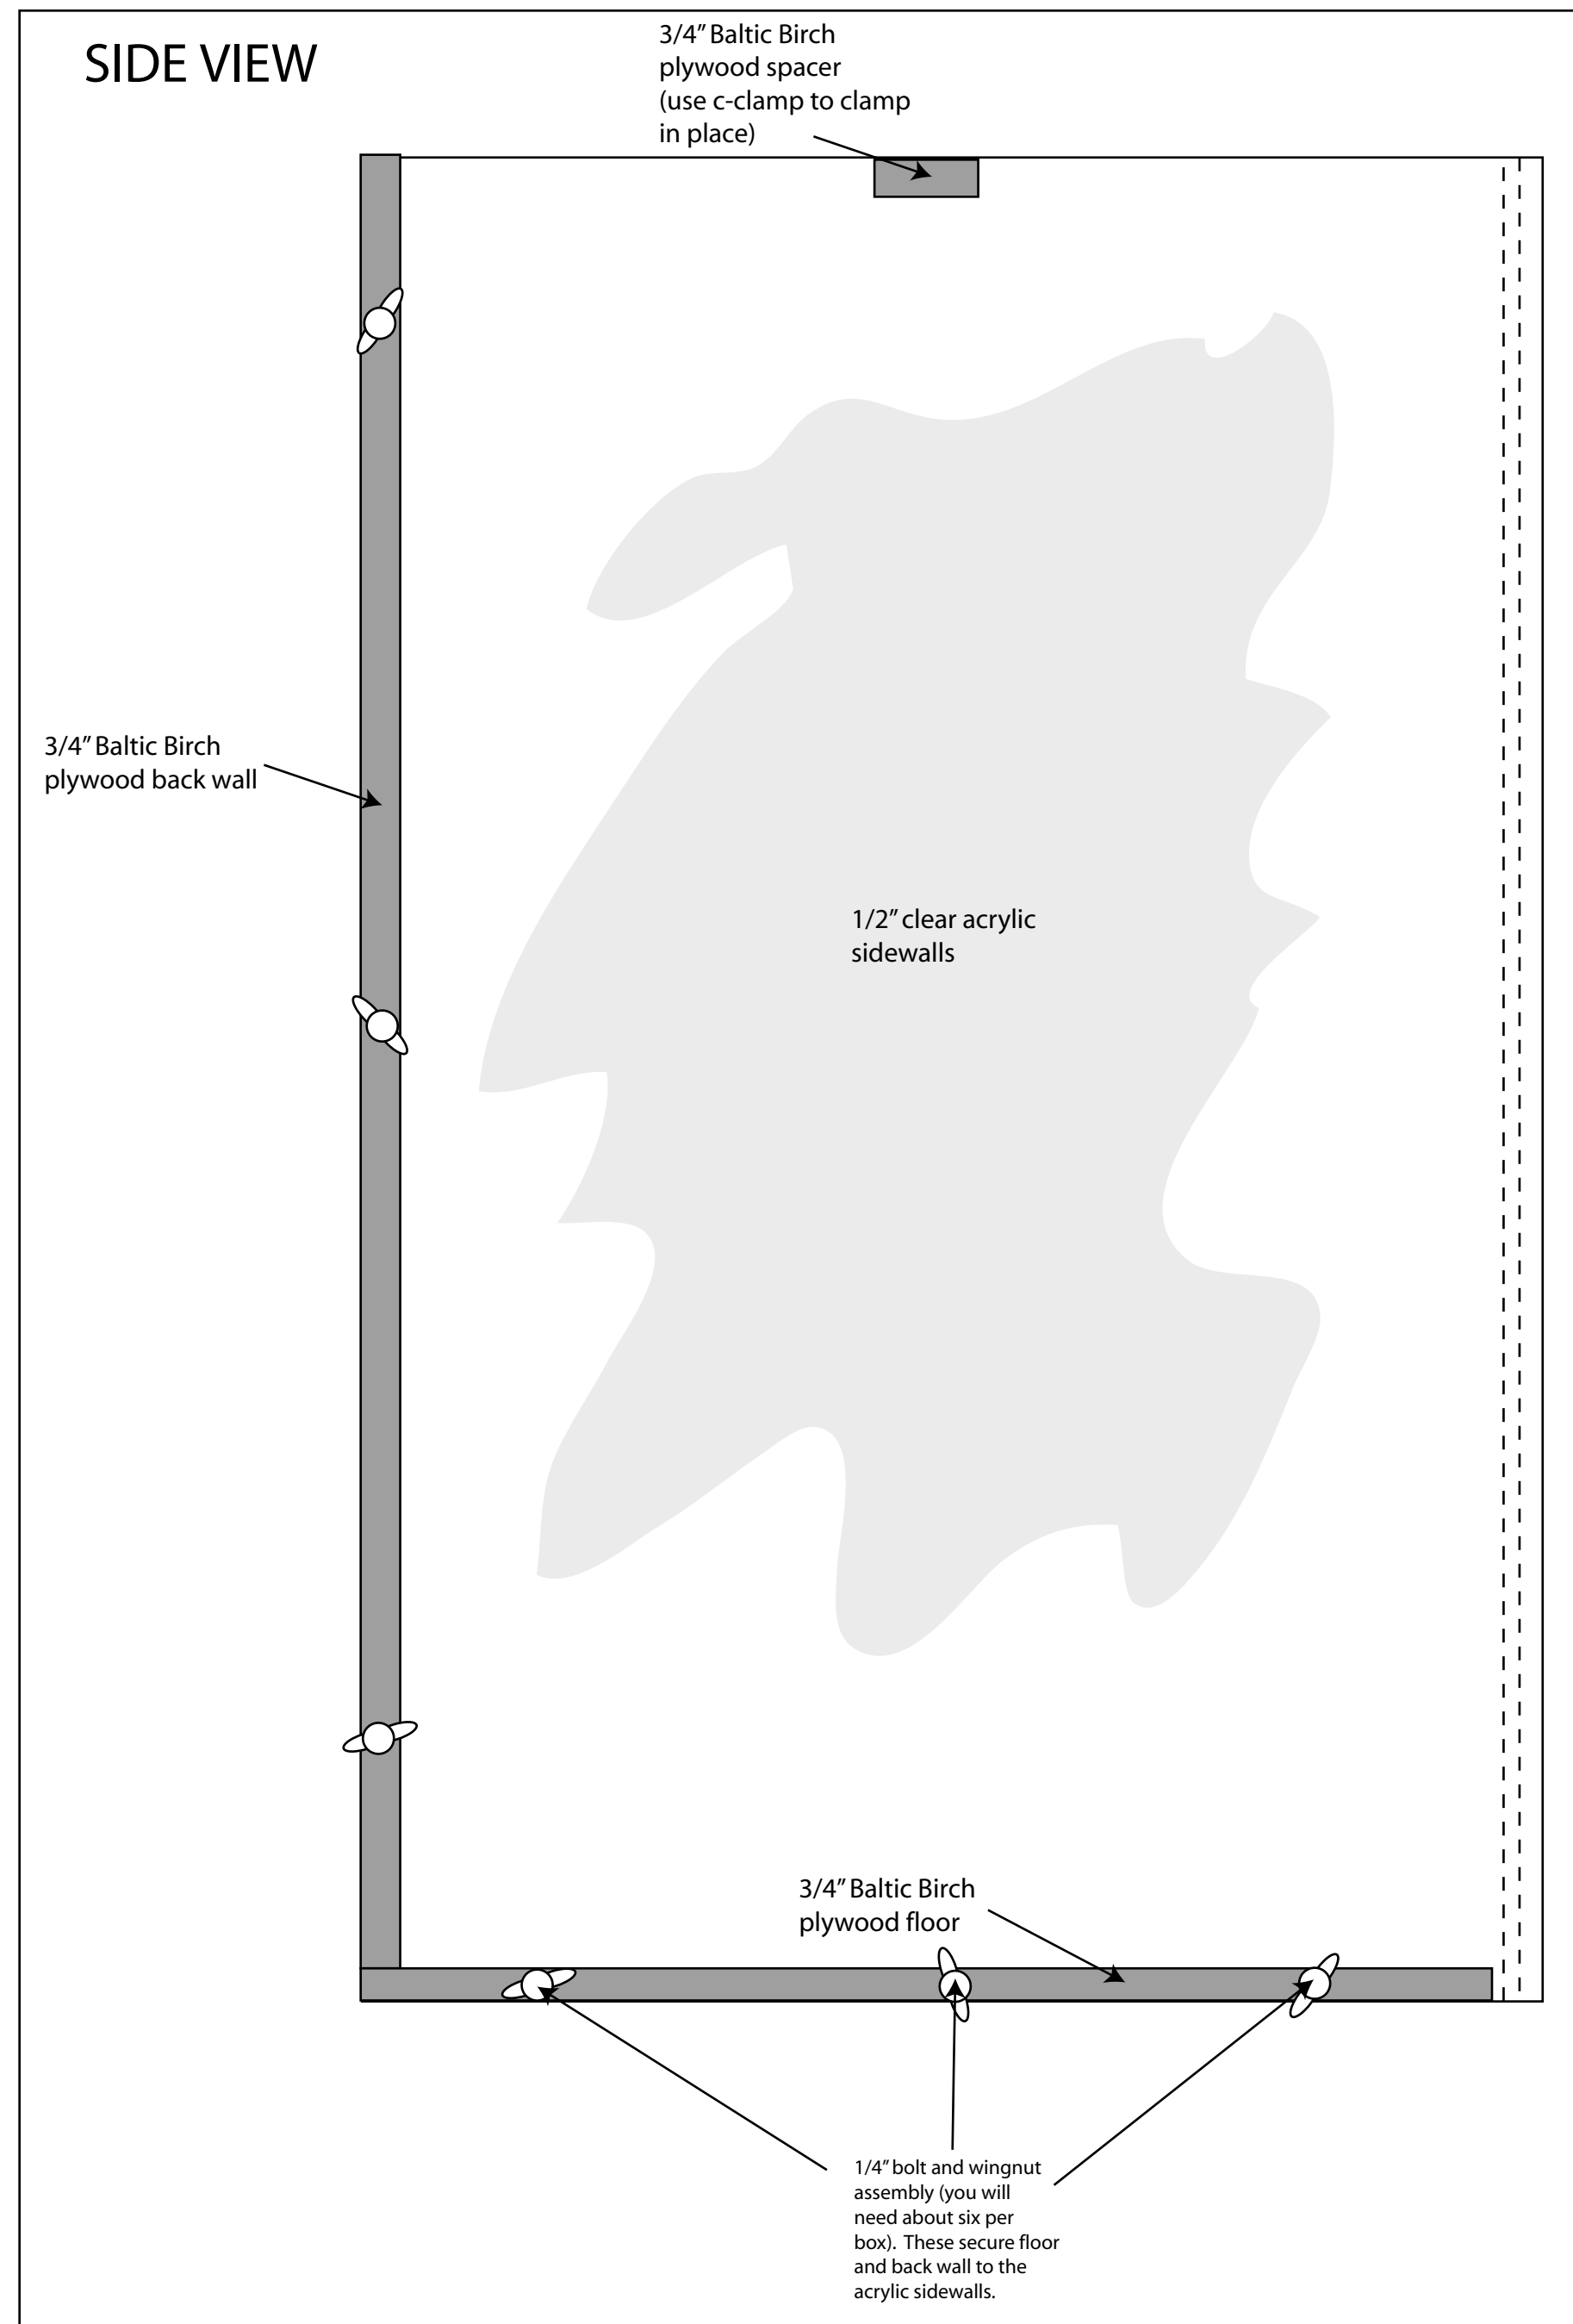 SIDE VIEW
3/4” Baltic Birch
plywood spacer
(use c-clamp to clamp
in place)
3/4” Baltic Birch
plywood back wall
1/2” clear acrylic
sidewalls
3/4” Baltic Birch
plywood floor
1/4” bolt and wingnut
assembly (you will
need about six per
box).  These secure floor
and back wall to the
acrylic sidewalls.